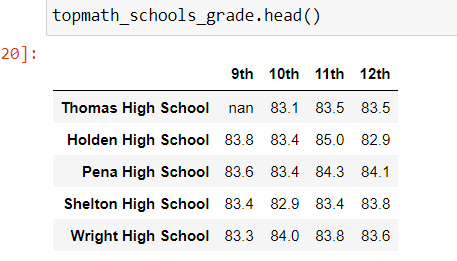 topmath_schools_grade.head()
20]:
9th 10th 11th 12th
Thomas High School nan 83.1 83.5 83.5
Holden High School 83.8 83.4 85.0 82.9
Pena High School 83.6 83.4 84.3 84.1
Shelton High School 83.4 82.9 83.4 83.8
Wright High School 83.3 84.0 83.8 83.6